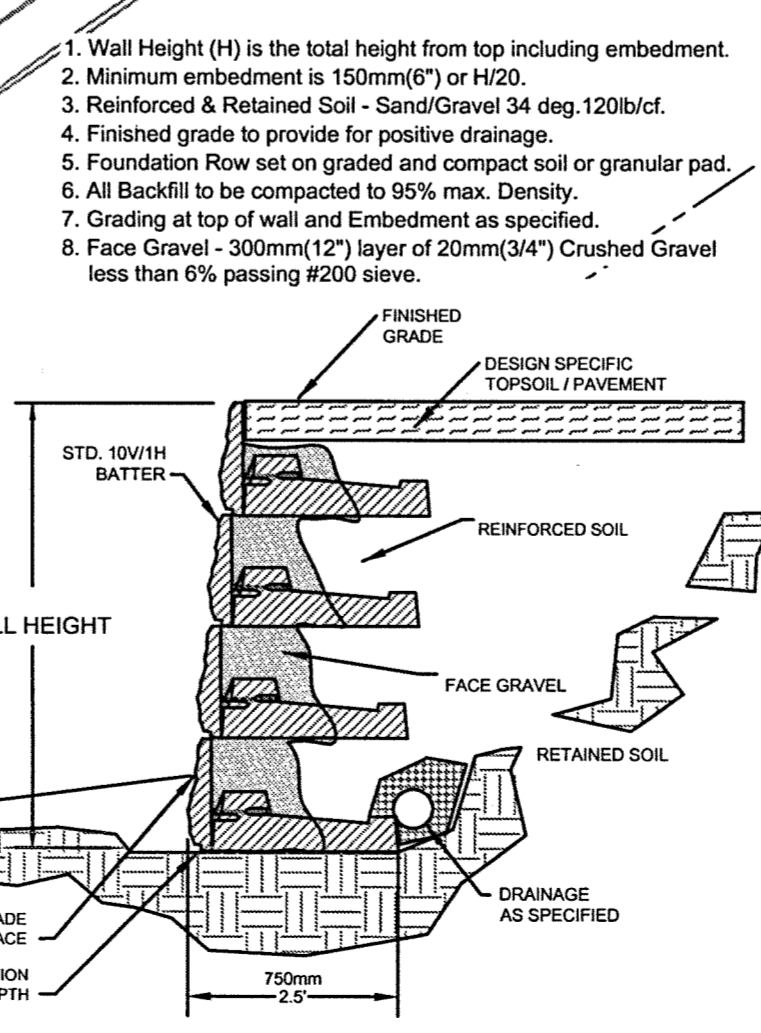 1. Wall Height (H) is the total height from top including embedment.
2. Minimum embedment is 150mm(6") or H/20.
3. Reinforced & Retained Soil - Sand/Gravel 34 deg.120lb/cf.
4. Finished grade to provide for positive drainage.
5. Foundation Row set on graded and compact soil or granular pad.
6. All Backfill to be compacted to 95% max. Density.
7. Grading at top of wall and Embedment as specified.
8. Face Gravel - 300mm(12") layer of 20mm(3/4") Crushed Gravel
less than 6% passing #200 sieve.
FINISHED
GRADE
DESIGN SPECIFIC
TOPSOIL / PAVEMENT
STD. 10V/1H
BATTER
REINFORCED SOIL
LL HEIGHT
FACE GRAVEL
RETAINED SOIL
DRAINAGE
AS SPECIFIED
ADE
ACE
TION
PTH
750mm
2.5'